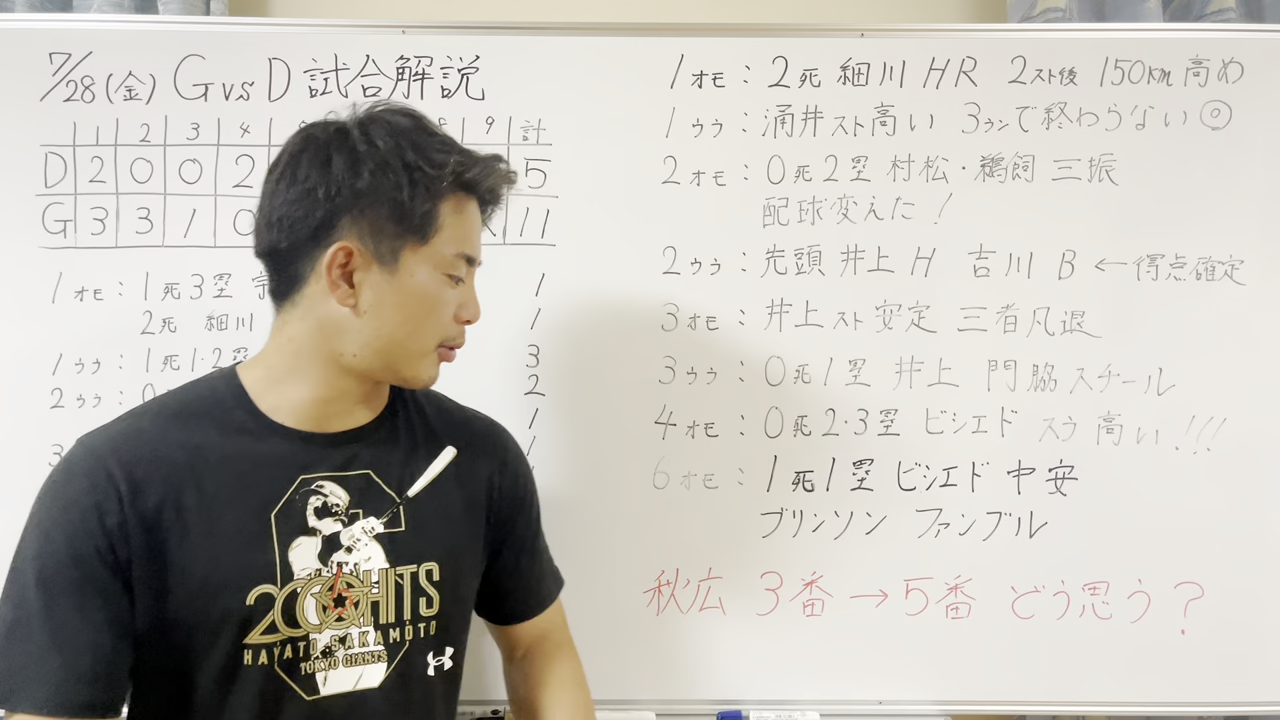 7/28(金) G vs D 試合解説
1 2 3 4 9 計
D 2 0 0 2 5
G 3 3 1 0 11
1オモ：1死3塁 1
2死 細川 1
1ウラ：1死1・2塁 3
2ウラ：0 2
1
3
1オモ：2死 細川 HR 2スト後 150km 高め
1ウラ：涌井スト高い 3ランで終わらない◎
2オモ：0死2塁 村松・鵜飼 三振
配球変えた！
2ウラ：先頭 井上 H 吉川 B ←得点確定
3オモ：井上スト 安定 三者凡退
3ウラ：0死1塁 井上 門脇スチール
4オモ：0死2・3塁 ビシエド スラ高い!!!
6オモ：1死1塁 ビシエド 中安
ブリンソン ファンブル
秋広 3番→5番 どう思う？
2000HITS
HAYATO SAKAMOTO
TOKYO GIANTS